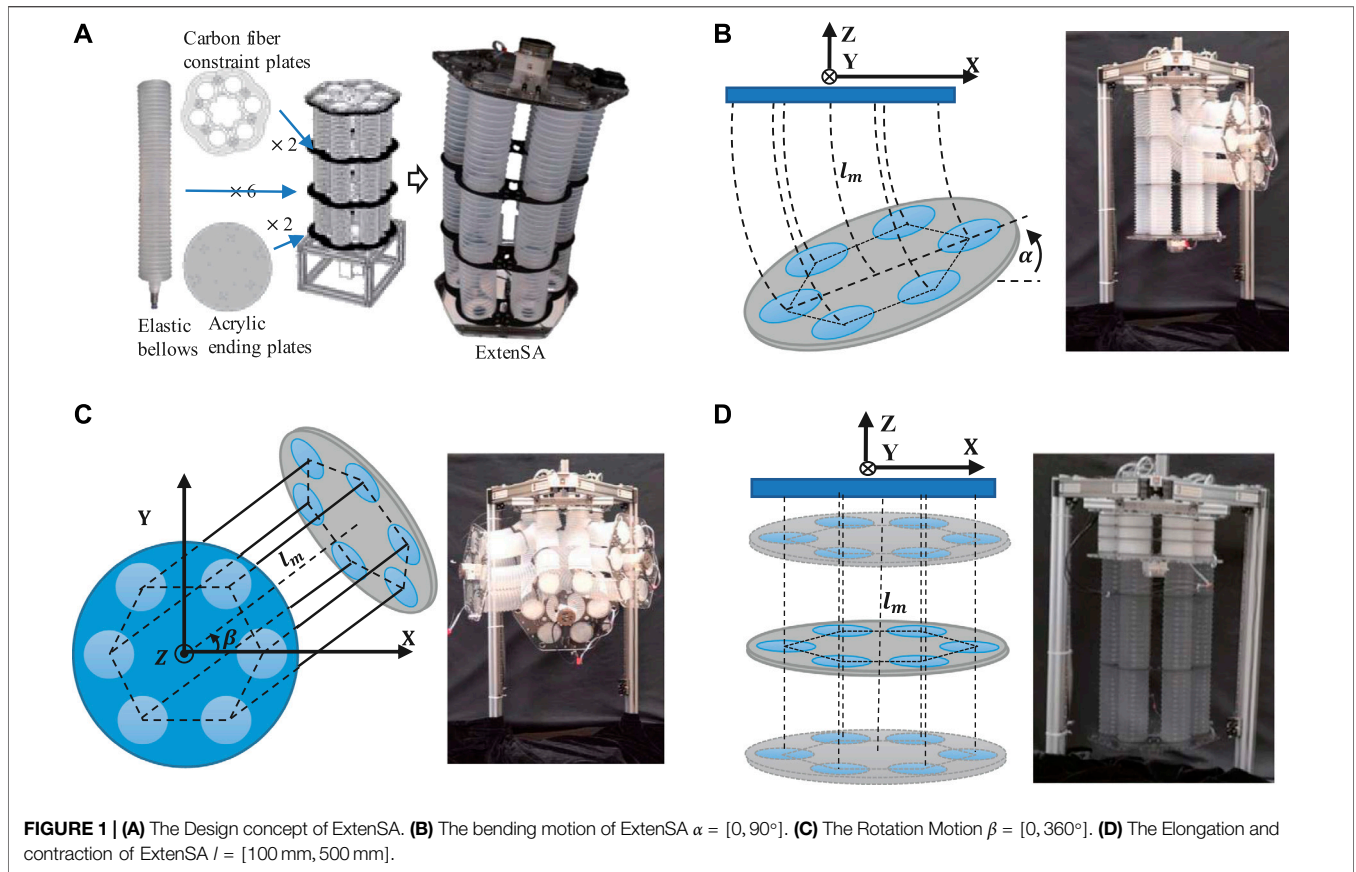 A
Carbon fiber
constraint plates
× 2
× 6
× 2
Elastic
bellows
Acrylic
ending plates
ExtenSA
B
Z
Y
X
l_m
α
C
Y
l_m
β
Z
X
D
Z
Y
X
l_m
FIGURE 1 | (A) The Design concept of ExtenSA. (B) The bending motion of ExtenSA α = [0, 90°]. (C) The Rotation Motion β = [0, 360°]. (D) The Elongation and
contraction of ExtenSA l = [100 mm, 500 mm].